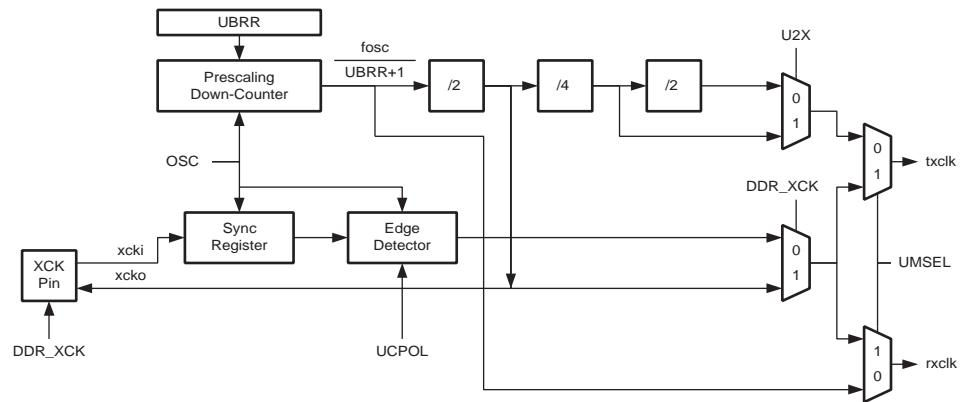 UBRR
fosc
U2X
Prescaling
Down-Counter
UBRR+1
/2
/4
/2
0
1
OSC
0
1
txclk
DDR_XCK
Sync
Register
Edge
Detector
xcki
0
1
XCK
Pin
xcko
UMSEL
DDR_XCK
UCPOL
1
0
rxclk